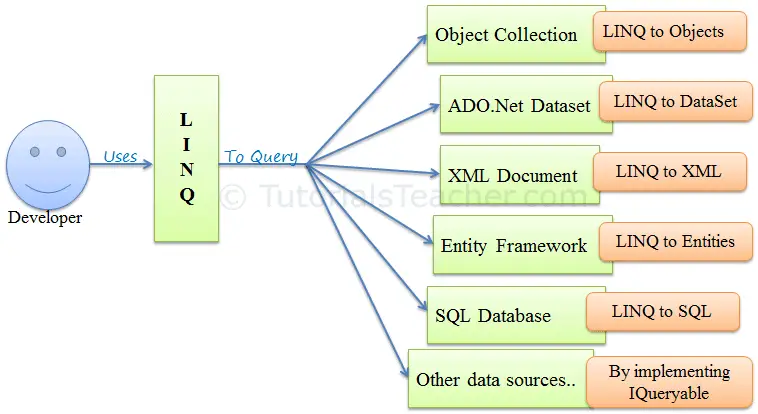 Object Collection
LINQ to Objects
ADO.Net Dataset
LINQ to DataSet
L
I
N
Q
Uses
To Query
XML Document
LINQ to XML
© TutorialsTeacher.com
Developer
Entity Framework
LINQ to Entities
SQL Database
LINQ to SQL
Other data sources..
By implementing
IQueryable